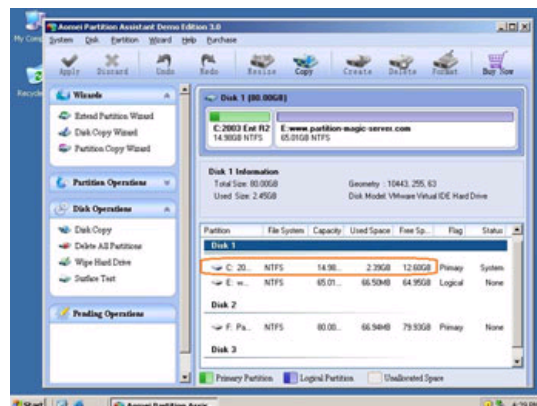 Aomei Partition Assistant Demo Edition 3.0
My Comp
System Disk Partition Wizard Help Purchase
Apply Discard Undo Redo Resize Copy Create Delete Format Buy Now
Recycle
Wizards
Extend Partition Wizard
Disk Copy Wizard
Partition Copy Wizard
Partition Operations
Disk Operations
Disk Copy
Delete All Partitions
Wipe Hard Drive
Surface Test
Pending Operations
Disk 1 (80.00GB)
C:2003 Ent R2 E:www.partition-magic-server.com
14.98GB NTFS 65.01GB NTFS
Disk 1 Information
Total Size: 80.00GB Geometry : 10443, 255, 63
Used Size: 2.45GB Disk Model: VMware Virtual IDE Hard Drive
Partition File System Capacity Used Space Free Sp... Flag Status
Disk 1
C: 20... NTFS 14.98... 2.39GB 12.60GB Primary System
E: w... NTFS 65.01... 66.50MB 64.95GB Logical None
Disk 2
F: Pa... NTFS 80.00... 66.94MB 79.93GB Primary None
Disk 3
Primary Partition Logical Partition Unallocated Space
Start Aomei Partition Assis... 4:29 PM